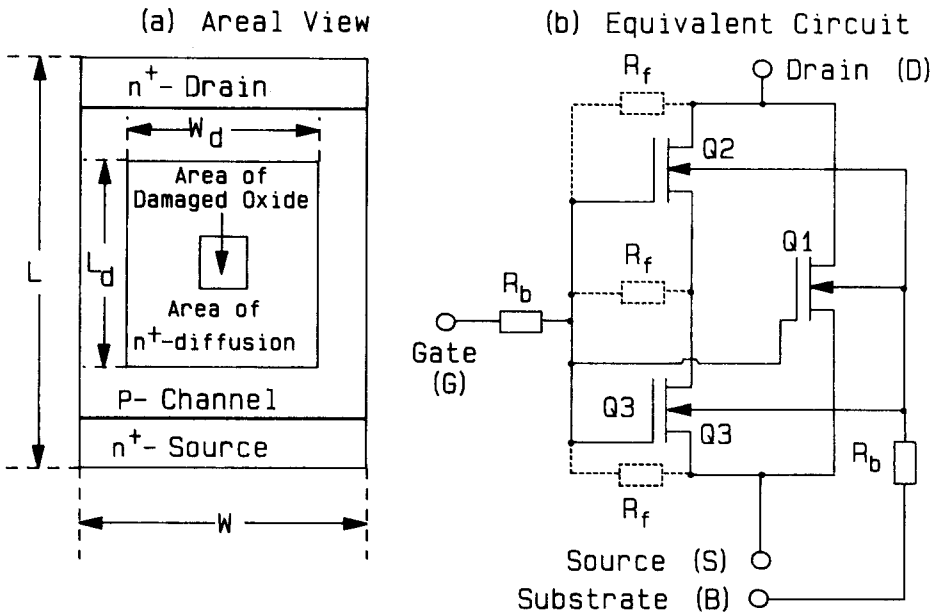 (a) Areal View
n+- Drain
Wd
Area of
Damaged Oxide
L
Ld
Area of
n+-diffusion
P- Channel
n+- Source
W
(b) Equivalent Circuit
Rf
Drain (D)
Q2
Q1
Rf
Rb
Gate
(G)
Q3
Q3
Rb
Rf
Source (S)
Substrate (B)